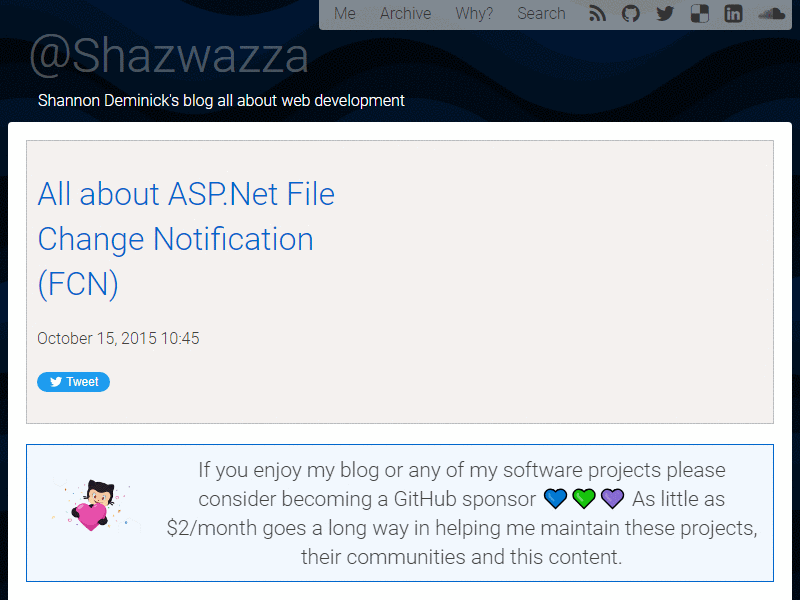 Me Archive Why? Search
@Shazwazza
Shannon Deminick's blog all about web development
All about ASP.Net File
Change Notification
(FCN)
October 15, 2015 10:45
Tweet
If you enjoy my blog or any of my software projects please
consider becoming a GitHub sponsor 💙💚💜 As little as
$2/month goes a long way in helping me maintain these projects,
their communities and this content.